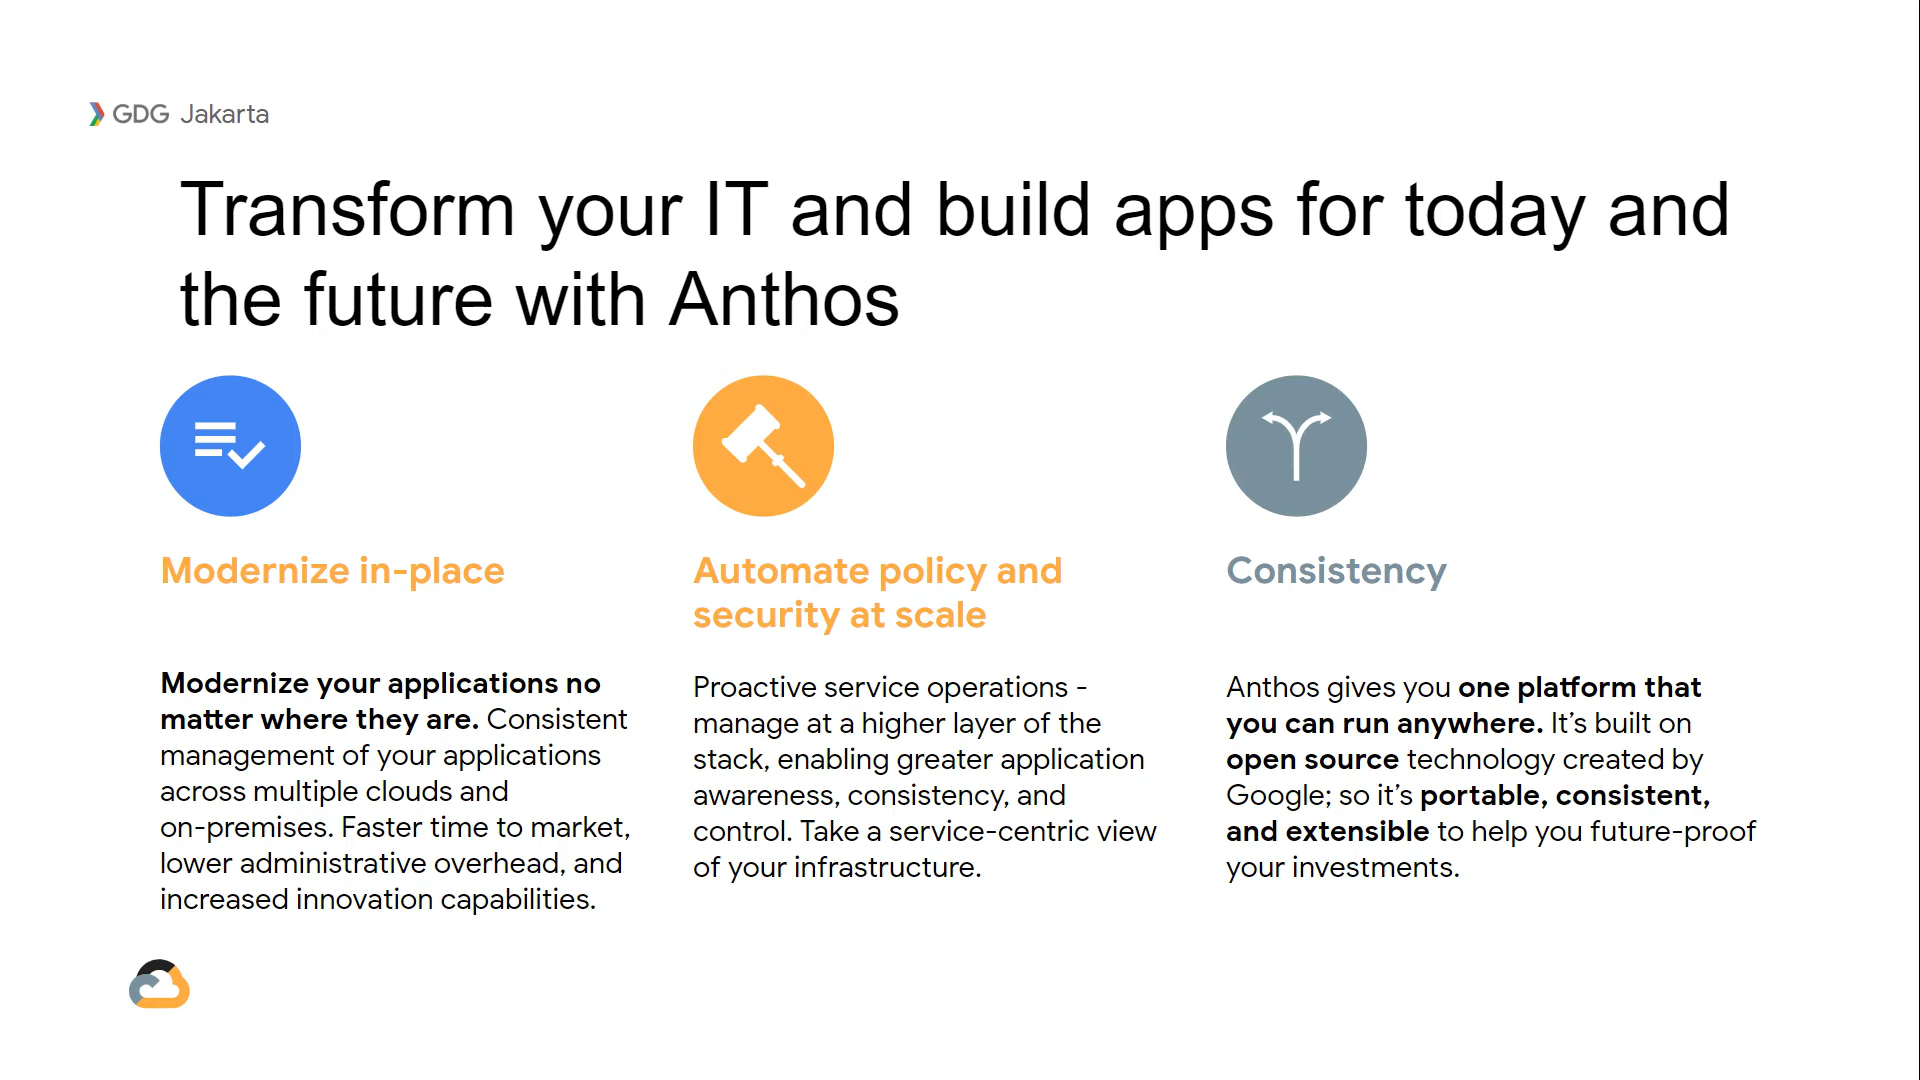 GDG Jakarta
Transform your IT and build apps for today and
the future with Anthos
Modernize in-place
Modernize your applications no
matter where they are. Consistent
management of your applications
across multiple clouds and
on-premises. Faster time to market,
lower administrative overhead, and
increased innovation capabilities.
Automate policy and
security at scale
Proactive service operations -
manage at a higher layer of the
stack, enabling greater application
awareness, consistency, and
control. Take a service-centric view
of your infrastructure.
Consistency
Anthos gives you one platform that
you can run anywhere. It’s built on
open source technology created by
Google; so it’s portable, consistent,
and extensible to help you future-proof
your investments.